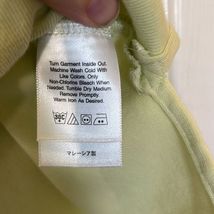 Turn Garment Inside Out.
Machine Wash Cold With
Like Colors. Only
Non-Chlorine Bleach When
Needed. Tumble Dry Medium
Remove Promptly.
Warm Iron As Desired.
30C
マレーシア製